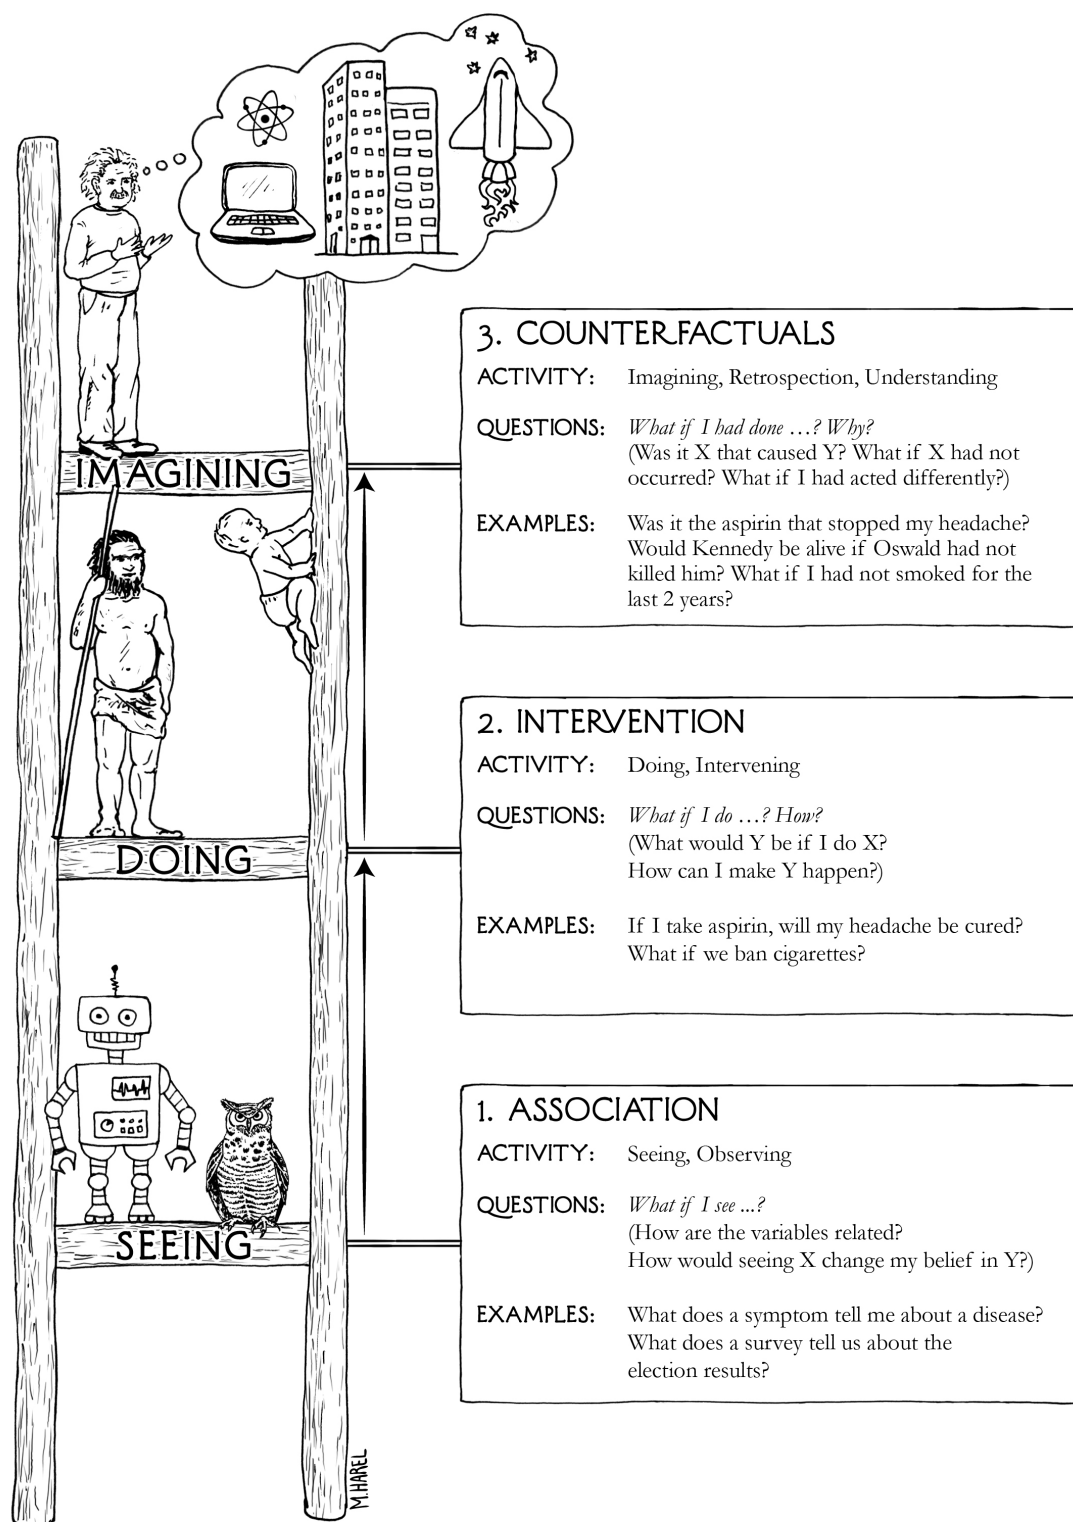 3. COUNTERFACTUALS
ACTIVITY: Imagining, Retrospection, Understanding
QUESTIONS: What if I had done …? Why?
(Was it X that caused Y? What if X had not
occurred? What if I had acted differently?)
EXAMPLES: Was it the aspirin that stopped my headache?
Would Kennedy be alive if Oswald had not
killed him? What if I had not smoked for the
last 2 years?
IMAGINING
2. INTERVENTION
ACTIVITY: Doing, Intervening
QUESTIONS: What if I do …? How?
(What would Y be if I do X?
How can I make Y happen?)
EXAMPLES: If I take aspirin, will my headache be cured?
What if we ban cigarettes?
DOING
1. ASSOCIATION
ACTIVITY: Seeing, Observing
QUESTIONS: What if I see ...?
(How are the variables related?
How would seeing X change my belief in Y?)
EXAMPLES: What does a symptom tell me about a disease?
What does a survey tell us about the
election results?
SEEING
M.HAREL